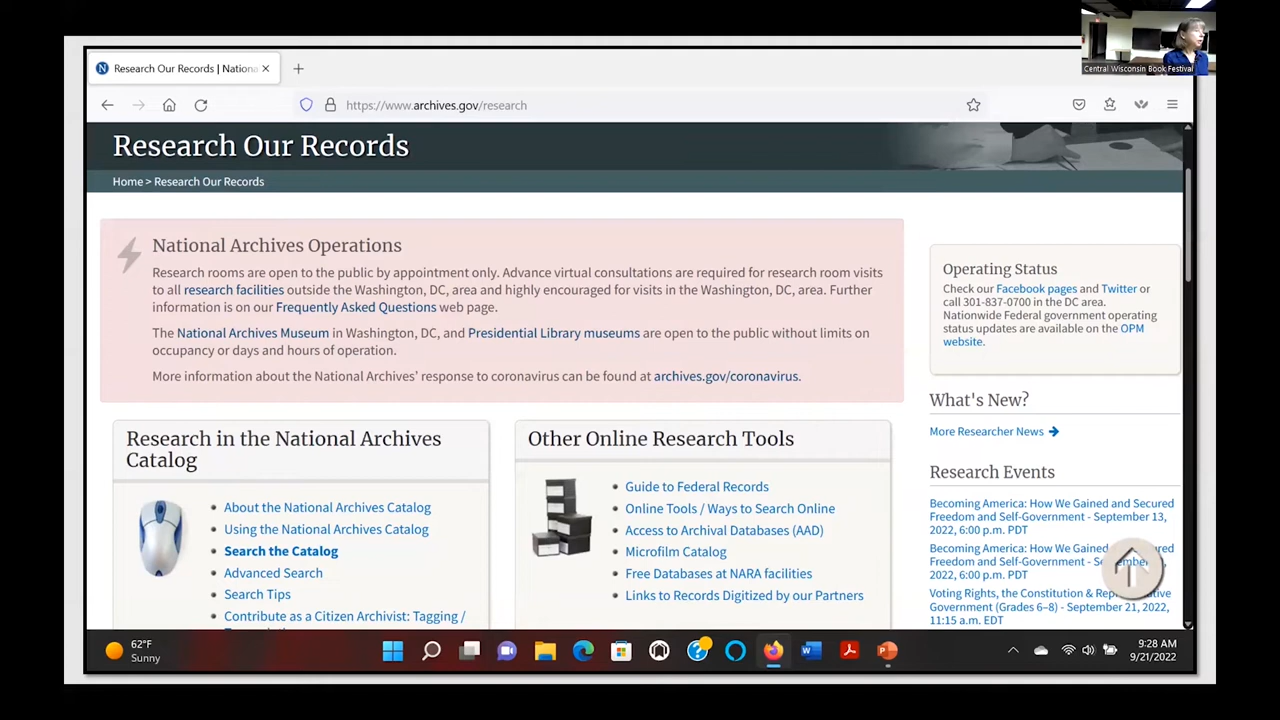 Central Wisconsin Book Festival
Research Our Records | Nationa
https://www.archives.gov/research
Research Our Records
Home > Research Our Records
National Archives Operations
Research rooms are open to the public by appointment only. Advance virtual consultations are required for research room visits
to all research facilities outside the Washington, DC, area and highly encouraged for visits in the Washington, DC, area. Further
information is on our Frequently Asked Questions web page.
The National Archives Museum in Washington, DC, and Presidential Library museums are open to the public without limits on
occupancy or days and hours of operation.
More information about the National Archives' response to coronavirus can be found at archives.gov/coronavirus.
Research in the National Archives
Catalog
About the National Archives Catalog
Using the National Archives Catalog
Search the Catalog
Advanced Search
Search Tips
Contribute as a Citizen Archivist: Tagging /
Other Online Research Tools
Guide to Federal Records
Online Tools / Ways to Search Online
Access to Archival Databases (AAD)
Microfilm Catalog
Free Databases at NARA facilities
Links to Records Digitized by our Partners
Operating Status
Check our Facebook pages and Twitter or
call 301-837-0700 in the DC area.
Nationwide Federal government operating
status updates are available on the OPM
website.
What's New?
More Researcher News
Research Events
Becoming America: How We Gained and Secured
Freedom and Self-Government - September 13,
2022, 6:00 p.m. PDT
Becoming America: How We Gained
Freedom and Self-Government -
2022, 6:00 p.m. PDT
Voting Rights, the Constitution &
Government (Grades 6–8) - September 21, 2022,
11:15 a.m. EDT
62°F
Sunny
9:28 AM
9/21/2022